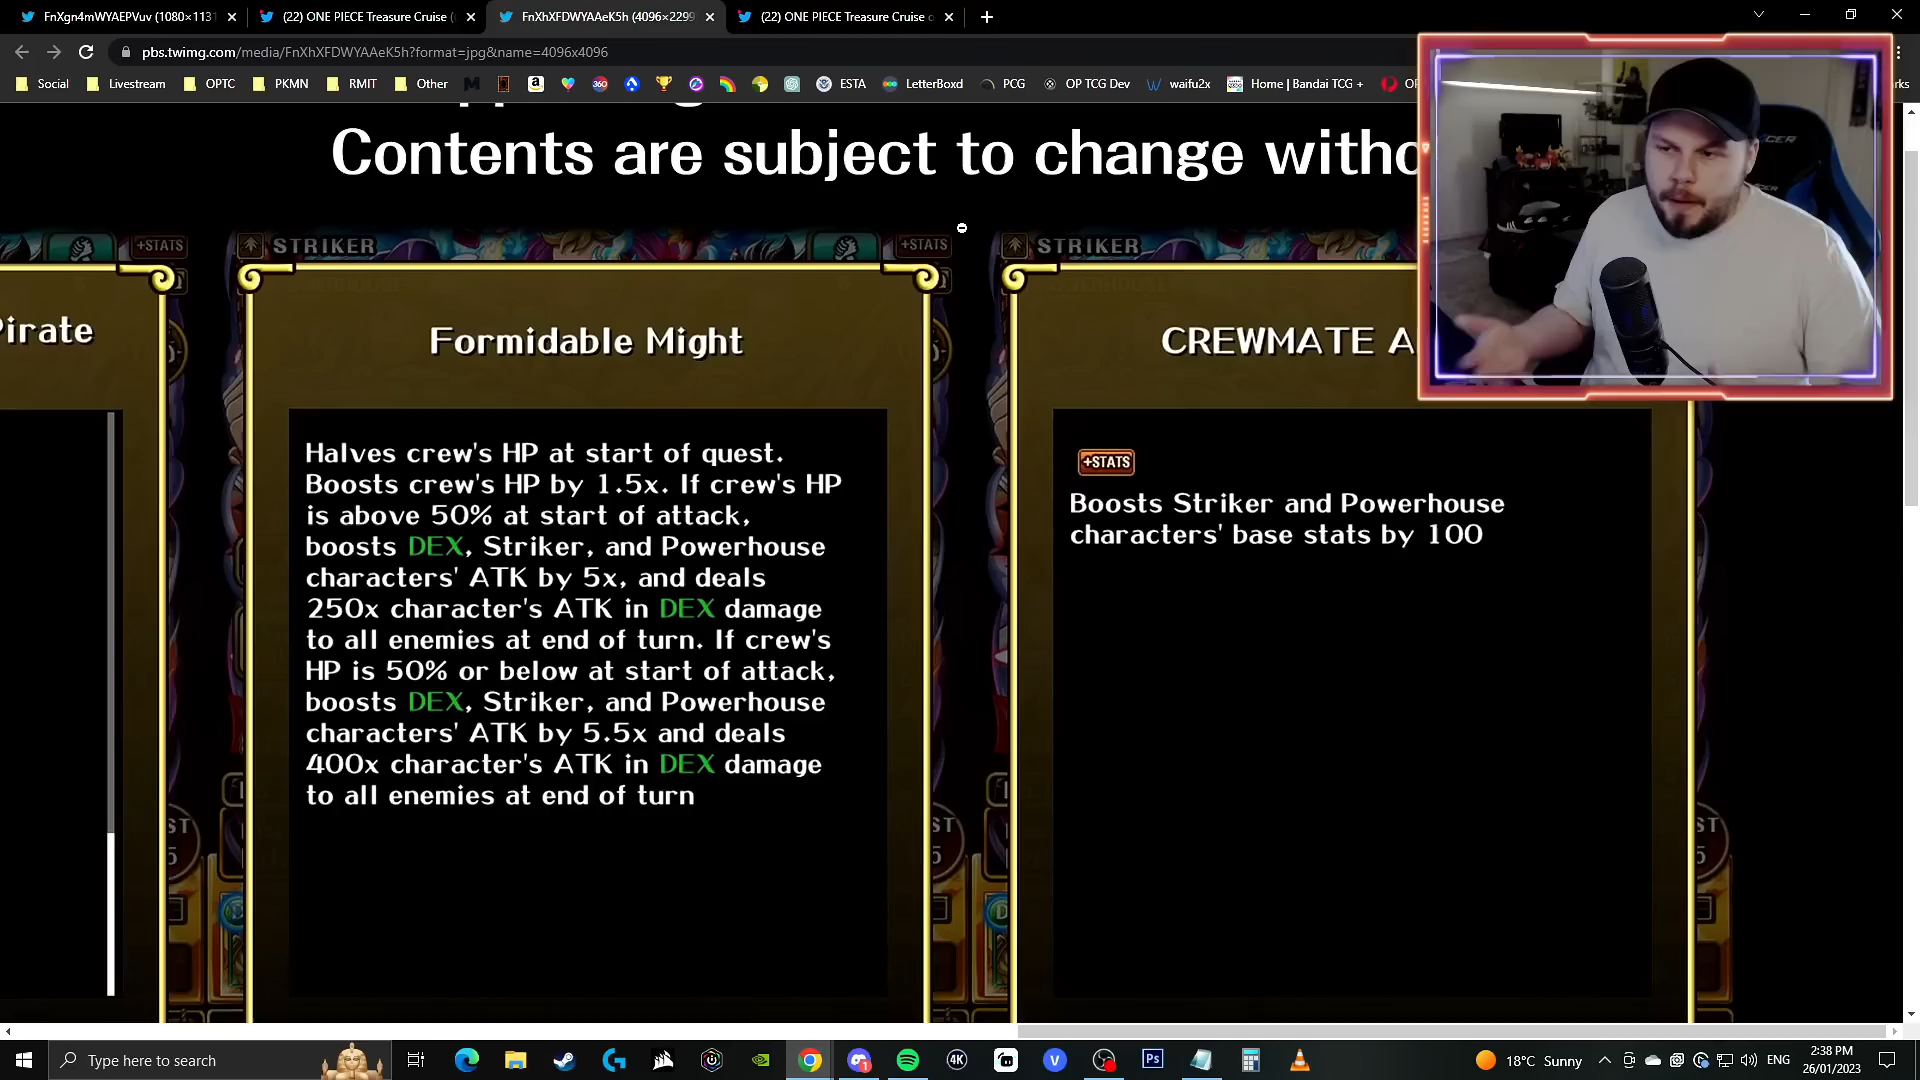 FnXgn4mWYAEPVuv (1080×1131
(22) ONE PIECE Treasure Cruise (
FnXhXFDWYAAeK5h (4096×2299
(22) ONE PIECE Treasure Cruise o
pbs.twimg.com/media/FnXhXFDWYAAeK5h?format=jpg&name=4096x4096
Social
Livestream
OPTC
PKMN
RMIT
Other
360
ESTA
LetterBoxd
PCG
OP TCG Dev
waifu2x
Home | Bandai TCG +
Contents are subject to change witho
+STATS
STRIKER
+STATS
STRIKER
irate
Formidable Might
CREWMATE A
Halves crew's HP at start of quest.
Boosts crew's HP by 1.5x. If crew's HP
is above 50% at start of attack,
boosts DEX, Striker, and Powerhouse
characters' ATK by 5x, and deals
250x character's ATK in DEX damage
to all enemies at end of turn. If crew's
HP is 50% or below at start of attack,
boosts DEX, Striker, and Powerhouse
characters' ATK by 5.5x and deals
400x character's ATK in DEX damage
to all enemies at end of turn
+STATS
Boosts Striker and Powerhouse
characters' base stats by 100
Type here to search
4K
Ps
18°C Sunny
ENG
2:38 PM
26/01/2023